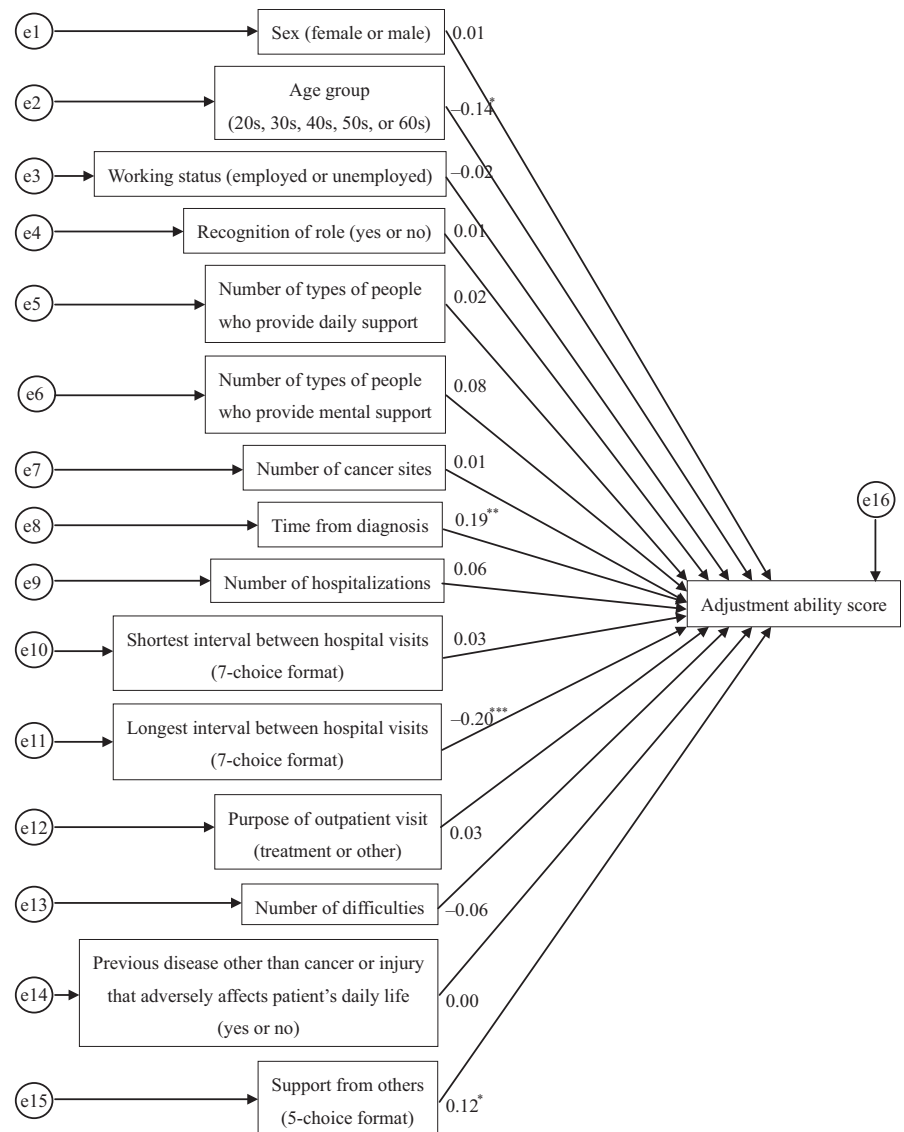 e1
Sex (female or male)
0.01
e2
Age group
(20s, 30s, 40s, 50s, or 60s)
–0.14*
e3
Working status (employed or unemployed)
–0.02
e4
Recognition of role (yes or no)
0.01
e5
Number of types of people
who provide daily support
0.02
e6
Number of types of people
who provide mental support
0.08
e7
Number of cancer sites
0.01
e8
Time from diagnosis
0.19**
e9
Number of hospitalizations
0.06
e10
Shortest interval between hospital visits
(7-choice format)
0.03
e11
Longest interval between hospital visits
(7-choice format)
–0.20***
e12
Purpose of outpatient visit
(treatment or other)
0.03
e13
Number of difficulties
–0.06
e14
Previous disease other than cancer or injury
that adversely affects patient’s daily life
(yes or no)
0.00
e15
Support from others
(5-choice format)
0.12*
e16
Adjustment ability score